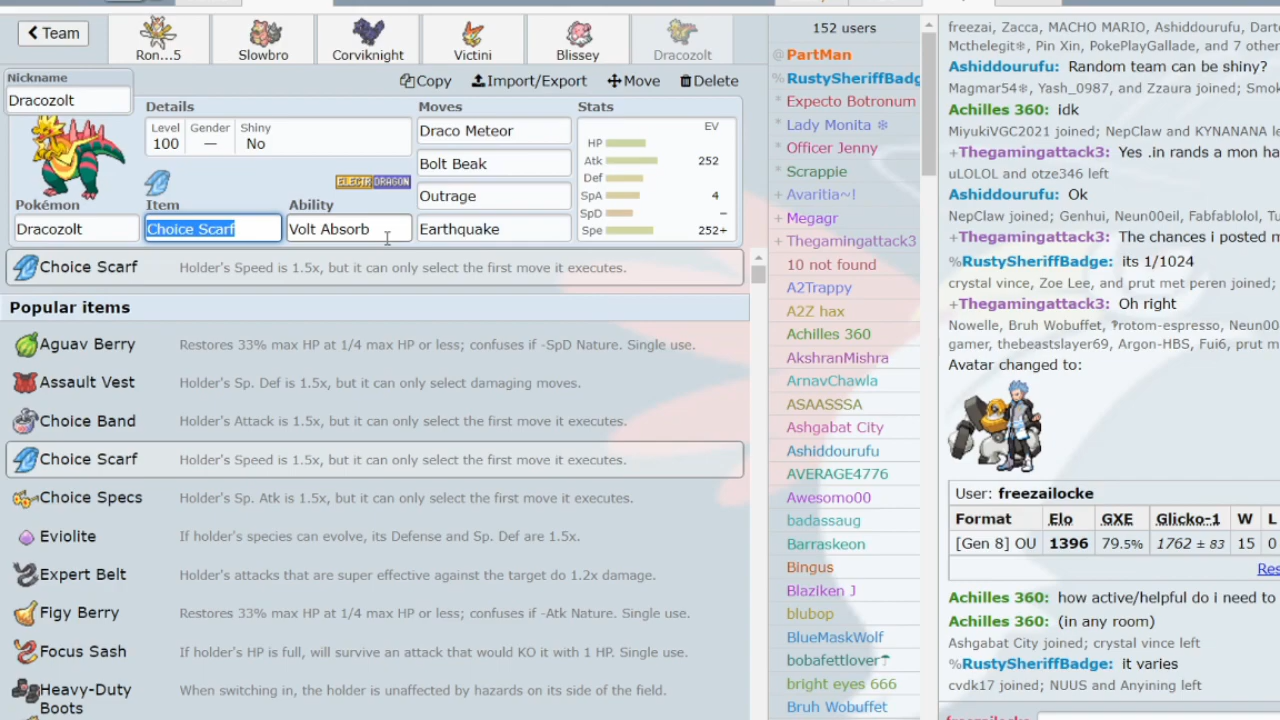 Team
Ron...5
Slowbro
Corviknight
Victini
Blissey
Dracozolt
Nickname
Dracozolt
Copy
Import/Export
Move
Delete
Details
Level
100
Gender
—
Shiny
No
ELECTR DRAGON
Pokémon
Dracozolt
Item
Choice Scarf
Ability
Volt Absorb
Moves
Draco Meteor
Bolt Beak
Outrage
Earthquake
Stats
EV
HP
Atk 252
Def
SpA 4
SpD –
Spe 252+
Choice Scarf Holder's Speed is 1.5x, but it can only select the first move it executes.
Popular items
Aguav Berry Restores 33% max HP at 1/4 max HP or less; confuses if -SpD Nature. Single use.
Assault Vest Holder's Sp. Def is 1.5x, but it can only select damaging moves.
Choice Band Holder's Attack is 1.5x, but it can only select the first move it executes.
Choice Scarf Holder's Speed is 1.5x, but it can only select the first move it executes.
Choice Specs Holder's Sp. Atk is 1.5x, but it can only select the first move it executes.
Eviolite If holder's species can evolve, its Defense and Sp. Def are 1.5x.
Expert Belt Holder's attacks that are super effective against the target do 1.2x damage.
Figy Berry Restores 33% max HP at 1/4 max HP or less; confuses if -Atk Nature. Single use.
Focus Sash If holder's HP is full, will survive an attack that would KO it with 1 HP. Single use.
Heavy-Duty Boots When switching in, the holder is unaffected by hazards on its side of the field.
152 users
@PartMan
%RustySheriffBadg
* Expecto Botronum
* Lady Monita ❄
* Officer Jenny
* Scrappie
+ Avaritia~!
+ Megagr
+ Thegamingattack3
10 not found
A2Trappy
A2Z hax
Achilles 360
AkshranMishra
ArnavChawla
ASAASSSA
Ashgabat City
Ashiddourufu
AVERAGE4776
Awesomo00
badassaug
Barraskeon
Bingus
Blaziken J
blubop
BlueMaskWolf
bobafettlover☂
bright eyes 666
Bruh Wobuffet
freezai, Zacca, MACHO MARIO, Ashiddourufu, Dart
Mcthelegit❄, Pin Xin, PokePlayGallade, and 7 other
Ashiddourufu: Random team can be shiny?
Magmar54❄, Yash_0987, and Zzaura joined; Smok
Achilles 360: idk
MiyukiVGC2021 joined; NepClaw and KYNANANA le
+Thegamingattack3: Yes .in rands a mon ha
uLOLOL and otze346 left
Ashiddourufu: Ok
NepClaw joined; Genhui, Neun00eil, Fabfablolol, Tu
+Thegamingattack3: The chances i posted m
%RustySheriffBadge: its 1/1024
crystal vince, Zoe Lee, and prut met peren joined;
+Thegamingattack3: Oh right
Nowelle, Bruh Wobuffet, ‽rotom-espresso, Neun00
gamer, thebeastslayer69, Argon-HBS, Fui6, prut m
Avatar changed to:
User: freezailocke
Format Elo GXE Glicko-1 W L
[Gen 8] OU 1396 79.5% 1762 ± 83 15 0
Res
Achilles 360: how active/helpful do i need to
Achilles 360: (in any room)
Ashgabat City joined; crystal vince left
%RustySheriffBadge: it varies
cvdk17 joined; NUUS and Anyining left
freezailocke